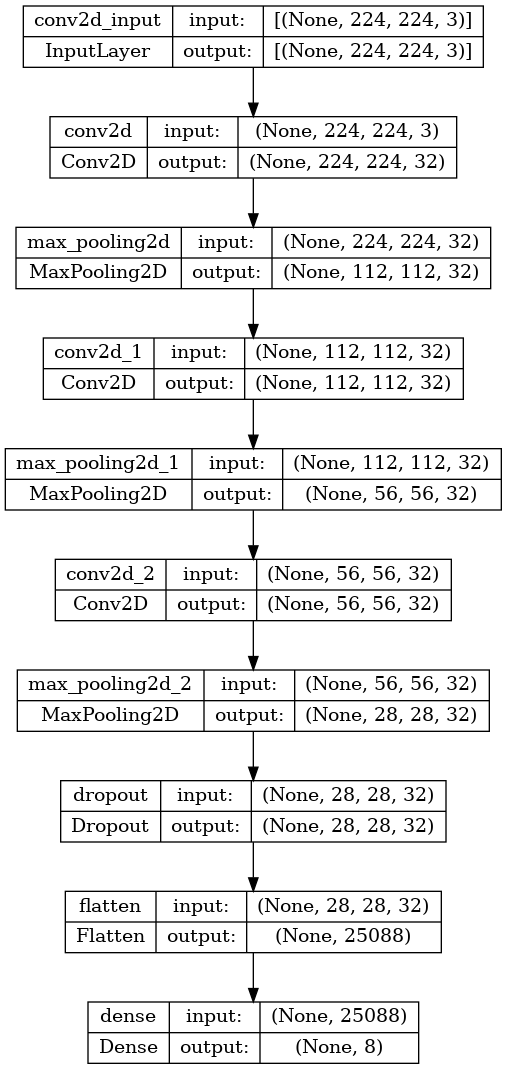 conv2d_input input: [(None, 224, 224, 3)]
InputLayer output: [(None, 224, 224, 3)]
conv2d input: (None, 224, 224, 3)
Conv2D output: (None, 224, 224, 32)
max_pooling2d input: (None, 224, 224, 32)
MaxPooling2D output: (None, 112, 112, 32)
conv2d_1 input: (None, 112, 112, 32)
Conv2D output: (None, 112, 112, 32)
max_pooling2d_1 input: (None, 112, 112, 32)
MaxPooling2D output: (None, 56, 56, 32)
conv2d_2 input: (None, 56, 56, 32)
Conv2D output: (None, 56, 56, 32)
max_pooling2d_2 input: (None, 56, 56, 32)
MaxPooling2D output: (None, 28, 28, 32)
dropout input: (None, 28, 28, 32)
Dropout output: (None, 28, 28, 32)
flatten input: (None, 28, 28, 32)
Flatten output: (None, 25088)
dense input: (None, 25088)
Dense output: (None, 8)